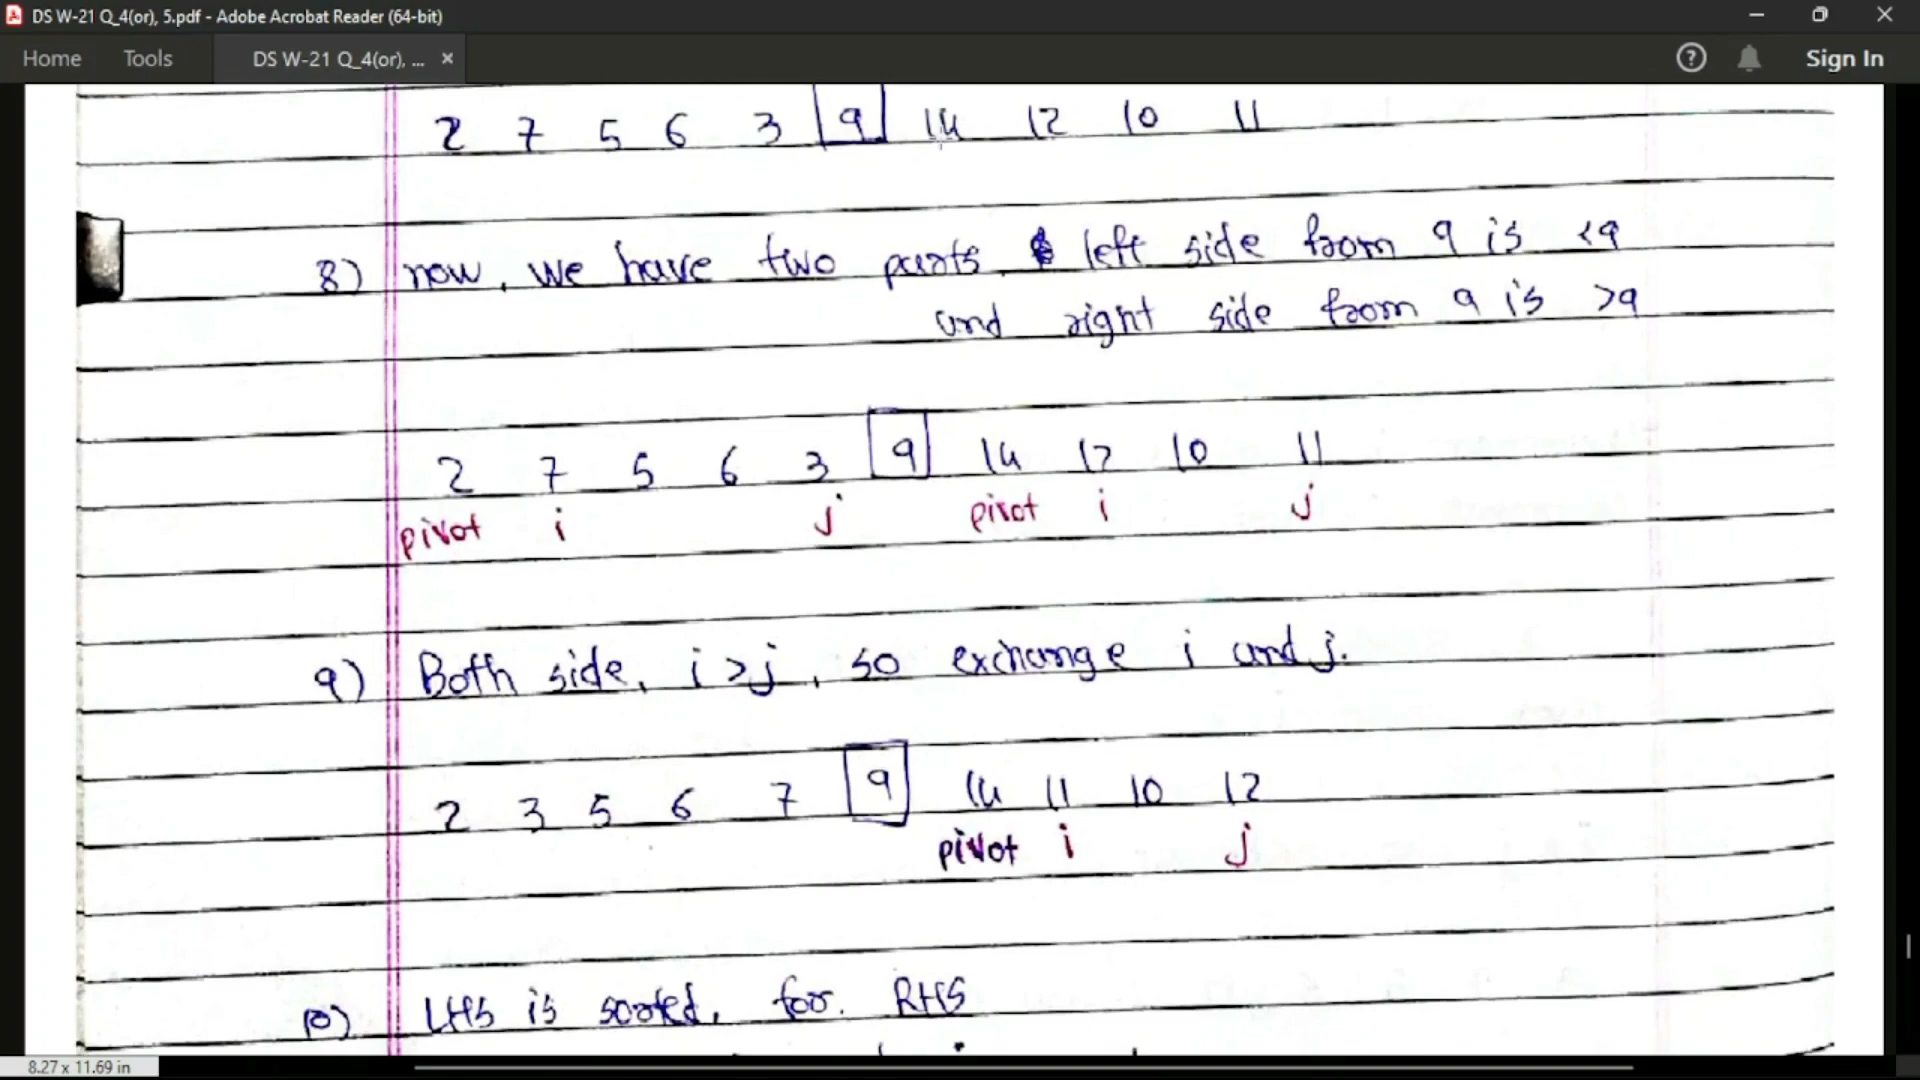 DS W-21 Q_4(or), 5.pdf - Adobe Acrobat Reader (64-bit)
Home Tools DS W-21 Q_4(or), ... × Sign In
2 7 5 6 3 9 14 12 10 11
8) now, we have two parts, left side from 9 is <9
and right side from 9 is >9
2 7 5 6 3 9 14 12 10 11
pivot i j pivot i j
9) Both side, i >j, so exchange i and j.
2 3 5 6 7 9 14 11 10 12
pivot i j
10) LHS is sorted, for. RHS
8.27 x 11.69 in